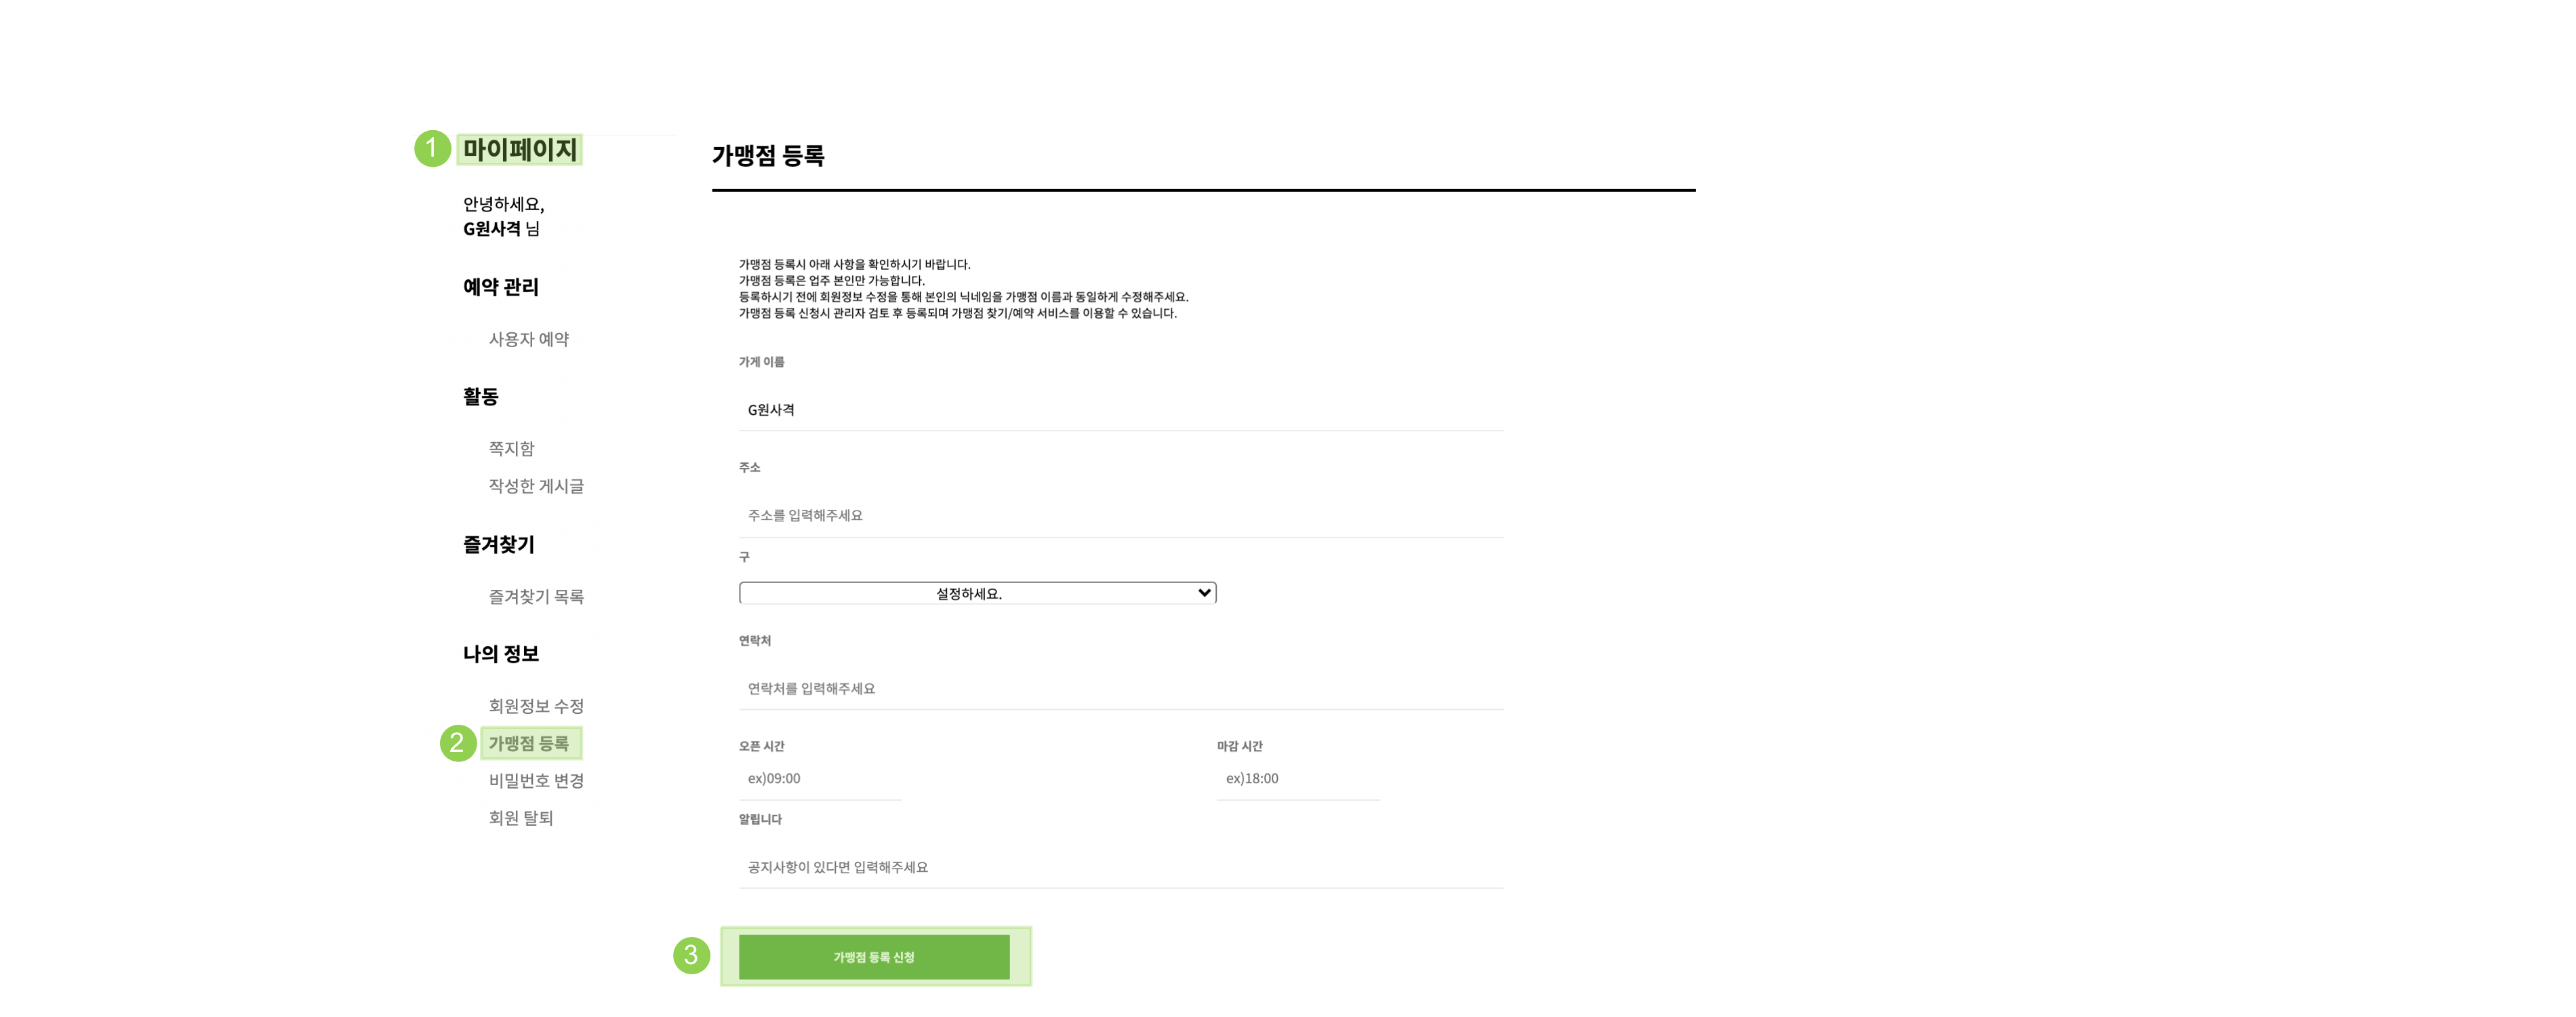 1 마이페이지
안녕하세요,
G원사격 님
예약 관리
사용자 예약
활동
쪽지함
작성한 게시글
즐겨찾기
즐겨찾기 목록
나의 정보
회원정보 수정
2 가맹점 등록
비밀번호 변경
회원 탈퇴
가맹점 등록
가맹점 등록시 아래 사항을 확인하시기 바랍니다.
가맹점 등록은 업주 본인만 가능합니다.
등록하시기 전에 회원정보 수정을 통해 본인의 닉네임을 가맹점 이름과 동일하게 수정해주세요.
가맹점 등록 신청시 관리자 검토 후 등록되며 가맹점 찾기/예약 서비스를 이용할 수 있습니다.
가게 이름
G원사격
주소
주소를 입력해주세요
구
설정하세요.
연락처
연락처를 입력해주세요
오픈 시간 마감 시간
ex)09:00 ex)18:00
알립니다
공지사항이 있다면 입력해주세요
3 가맹점 등록 신청